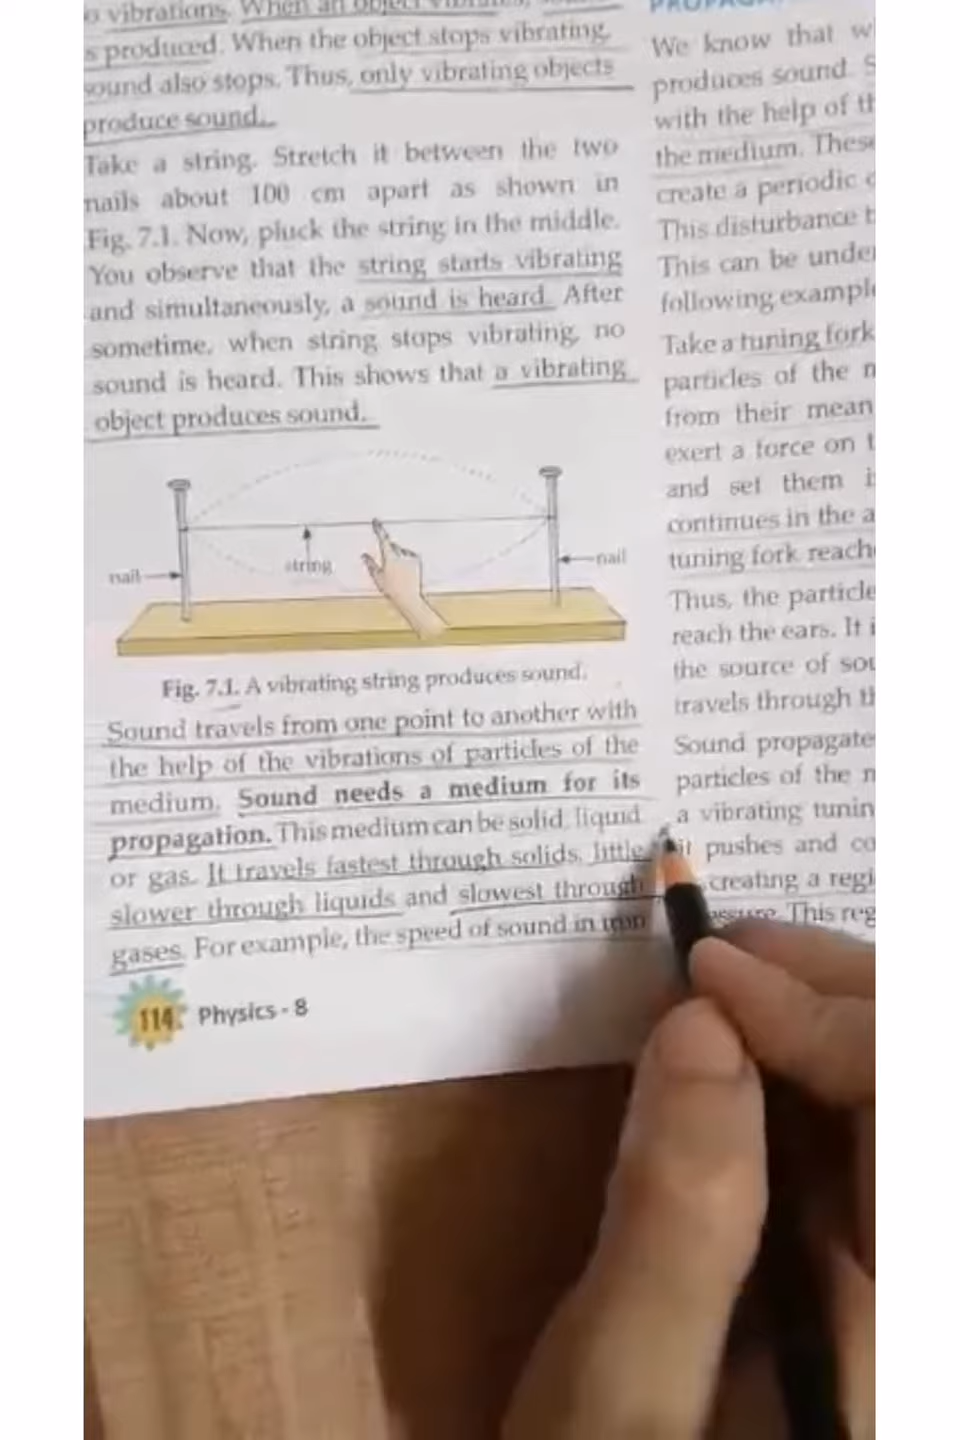 vibrations. When an object
s produced. When the object stops vibrating,
sound also stops. Thus, only vibrating objects
produce sound.
Take a string. Stretch it between the two
nails about 100 cm apart as shown in
Fig. 7.1. Now, pluck the string in the middle.
You observe that the string starts vibrating
and simultaneously, a sound is heard. After
sometime, when string stops vibrating, no
sound is heard. This shows that a vibrating
object produces sound.
nail
string
nail
Fig. 7.1. A vibrating string produces sound.
Sound travels from one point to another with
the help of the vibrations of particles of the
medium. Sound needs a medium for its
propagation. This medium can be solid, liquid
or gas. It travels fastest through solids, little
slower through liquids and slowest through
gases. For example, the speed of sound in iron
114 Physics - 8
We know that w
produces sound. S
with the help of th
the medium. These
create a periodic
This disturbance
This can be under
following example
Take a tuning fork
particles of the m
from their mean
exert a force on t
and set them i
continues in the a
tuning fork reach
Thus, the particle
reach the ears. It i
the source of sou
travels through th
Sound propagate
particles of the m
a vibrating tunin
it pushes and co
creating a regi
This reg